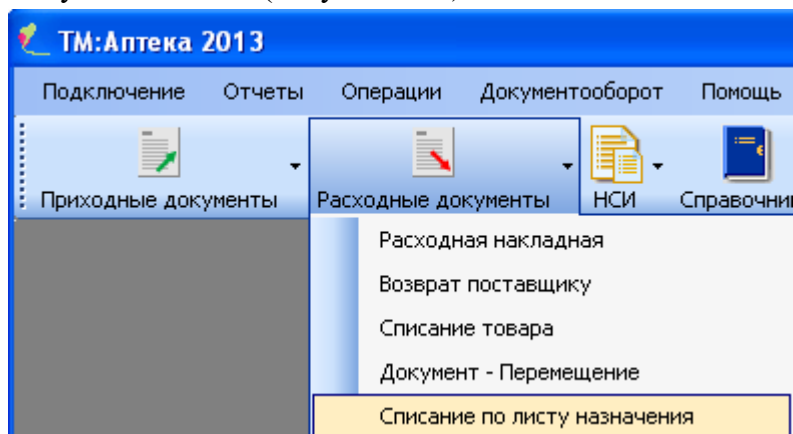 ТМ:Аптека 2013
Подключение Отчеты Операции Документооборот Помощь
Приходные документы Расходные документы НСИ Справочни
Расходная накладная
Возврат поставщику
Списание товара
Документ - Перемещение
Списание по листу назначения